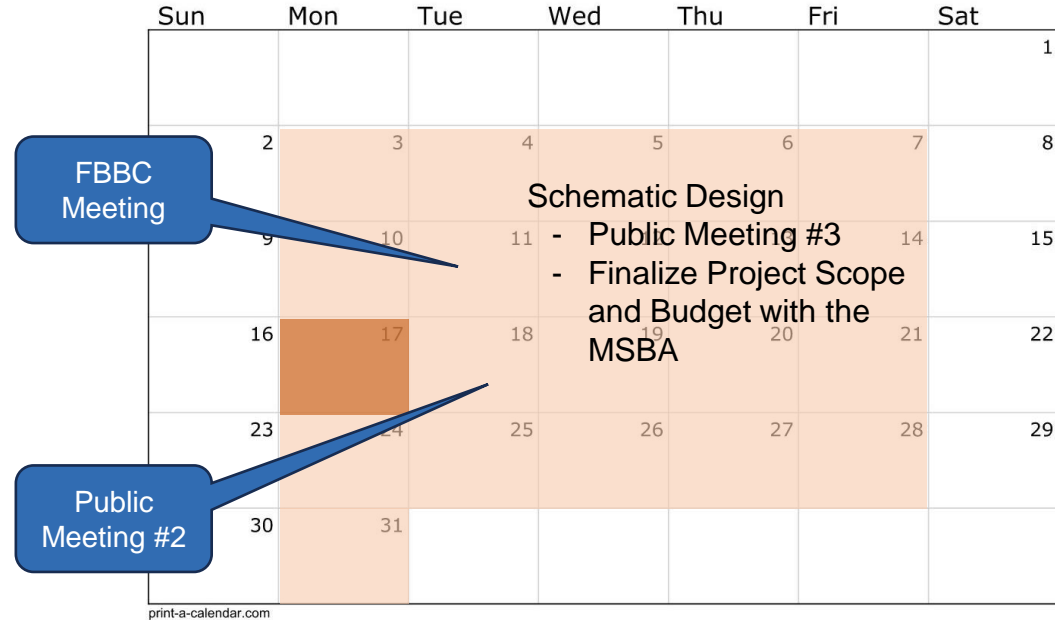 Sun Mon Tue Wed Thu Fri Sat
1
2 3 4 5 6 7 8
FBBC
Meeting
Schematic Design
- Public Meeting #3
- Finalize Project Scope
and Budget with the
MSBA
9 10 11 12 13 14 15
16 17 18 19 20 21 22
23 24 25 26 27 28 29
Public
Meeting #2
30 31
print-a-calendar.com